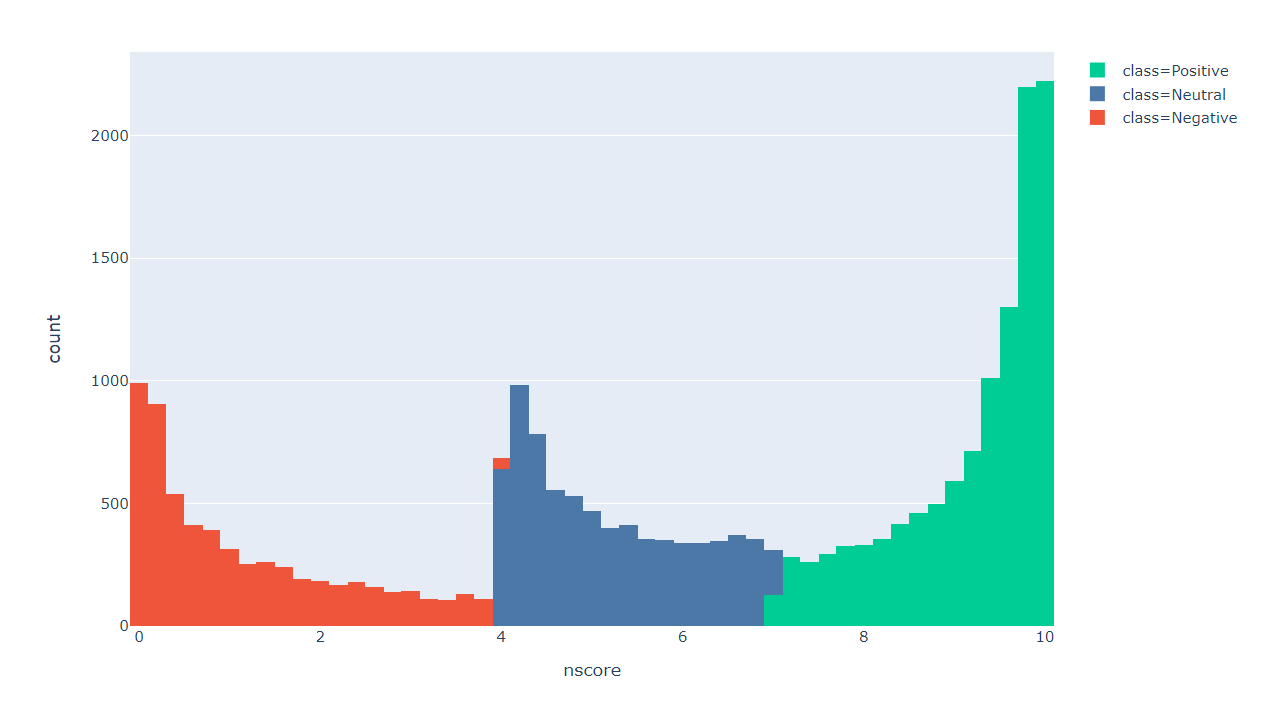 class=Positive
class=Neutral
class=Negative
2000
1500
1000
500
0
count
0 2 4 6 8 10
nscore